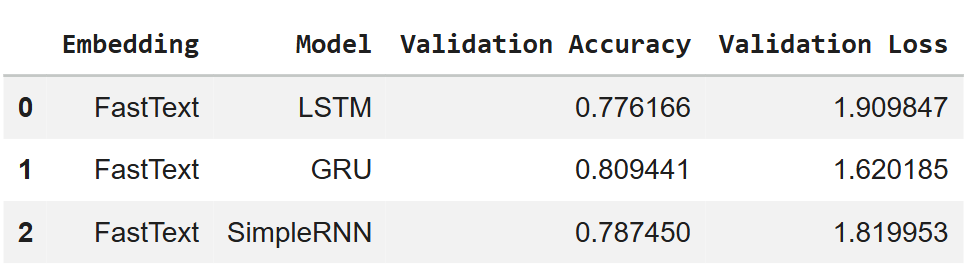 Embedding Model Validation Accuracy Validation Loss
0 FastText LSTM 0.776166 1.909847
1 FastText GRU 0.809441 1.620185
2 FastText SimpleRNN 0.787450 1.819953